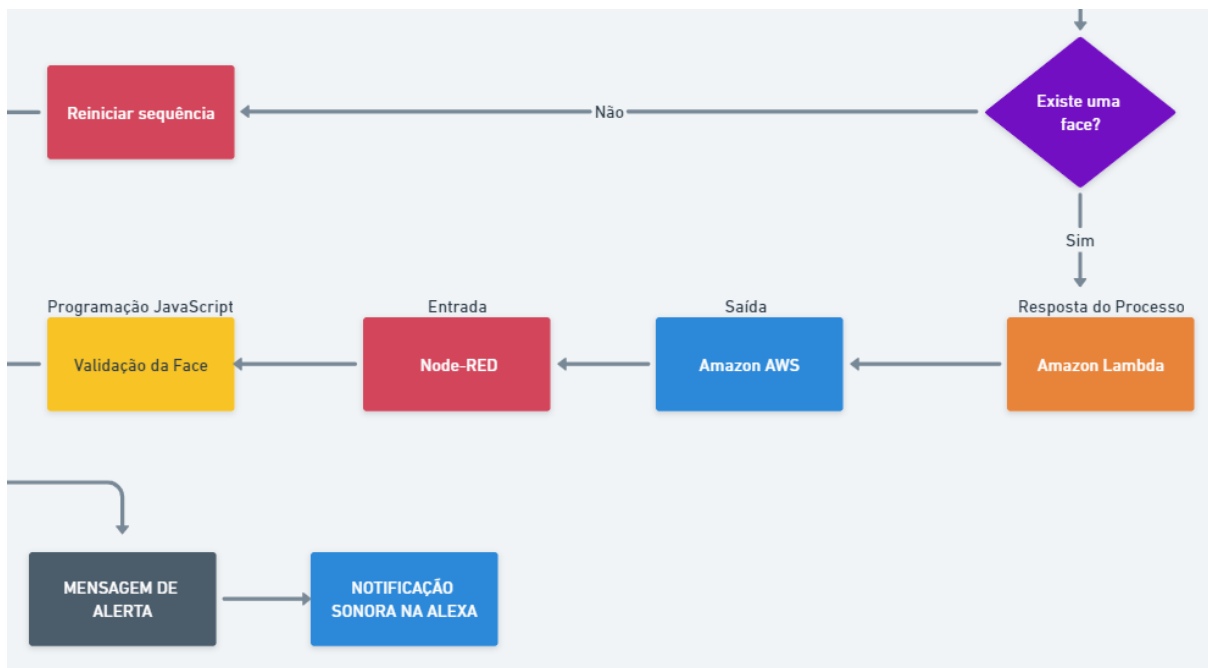 Existe uma
face?
Não
Reiniciar sequência
Sim
Programação JavaScript
Entrada
Saída
Resposta do Processo
Validação da Face
Node-RED
Amazon AWS
Amazon Lambda
MENSAGEM DE
ALERTA
NOTIFICAÇÃO
SONORA NA ALEXA